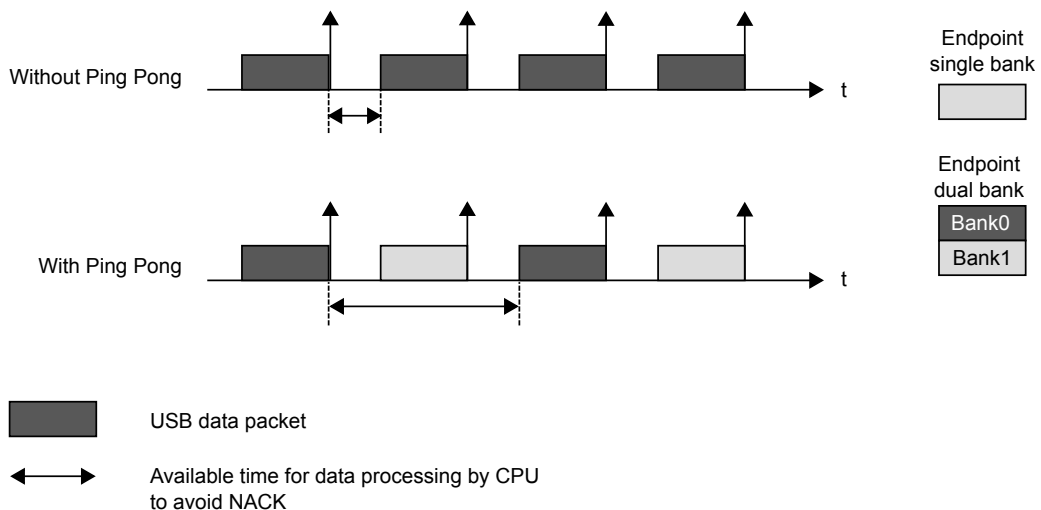 Without Ping Pong
t
Endpoint
single bank
Endpoint
dual bank
Bank0
Bank1
With Ping Pong
t
USB data packet
Available time for data processing by CPU
to avoid NACK